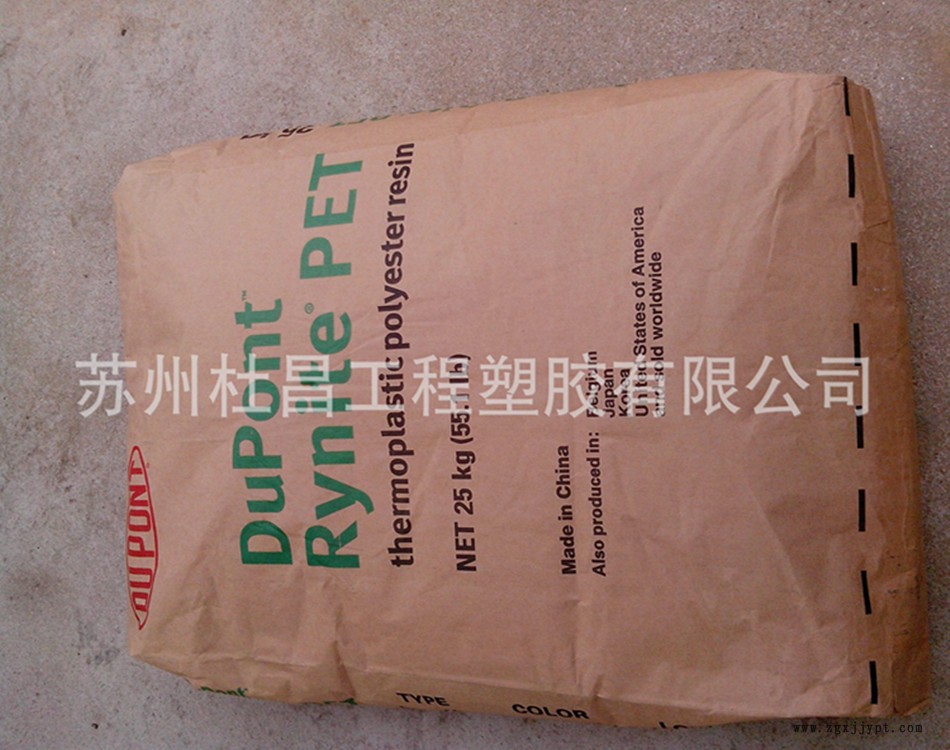 DUPONT
DuPont™
Rynite® PET
thermoplastic polyester resin
NET 25 kg (55.1 lb)
Made in China
Also produced in: Belgium
Japan
Korea
United States of America
and sold worldwide
TYPE
COLOR
苏州杜昌工程塑胶有限公司
www.zgxjjypt.com